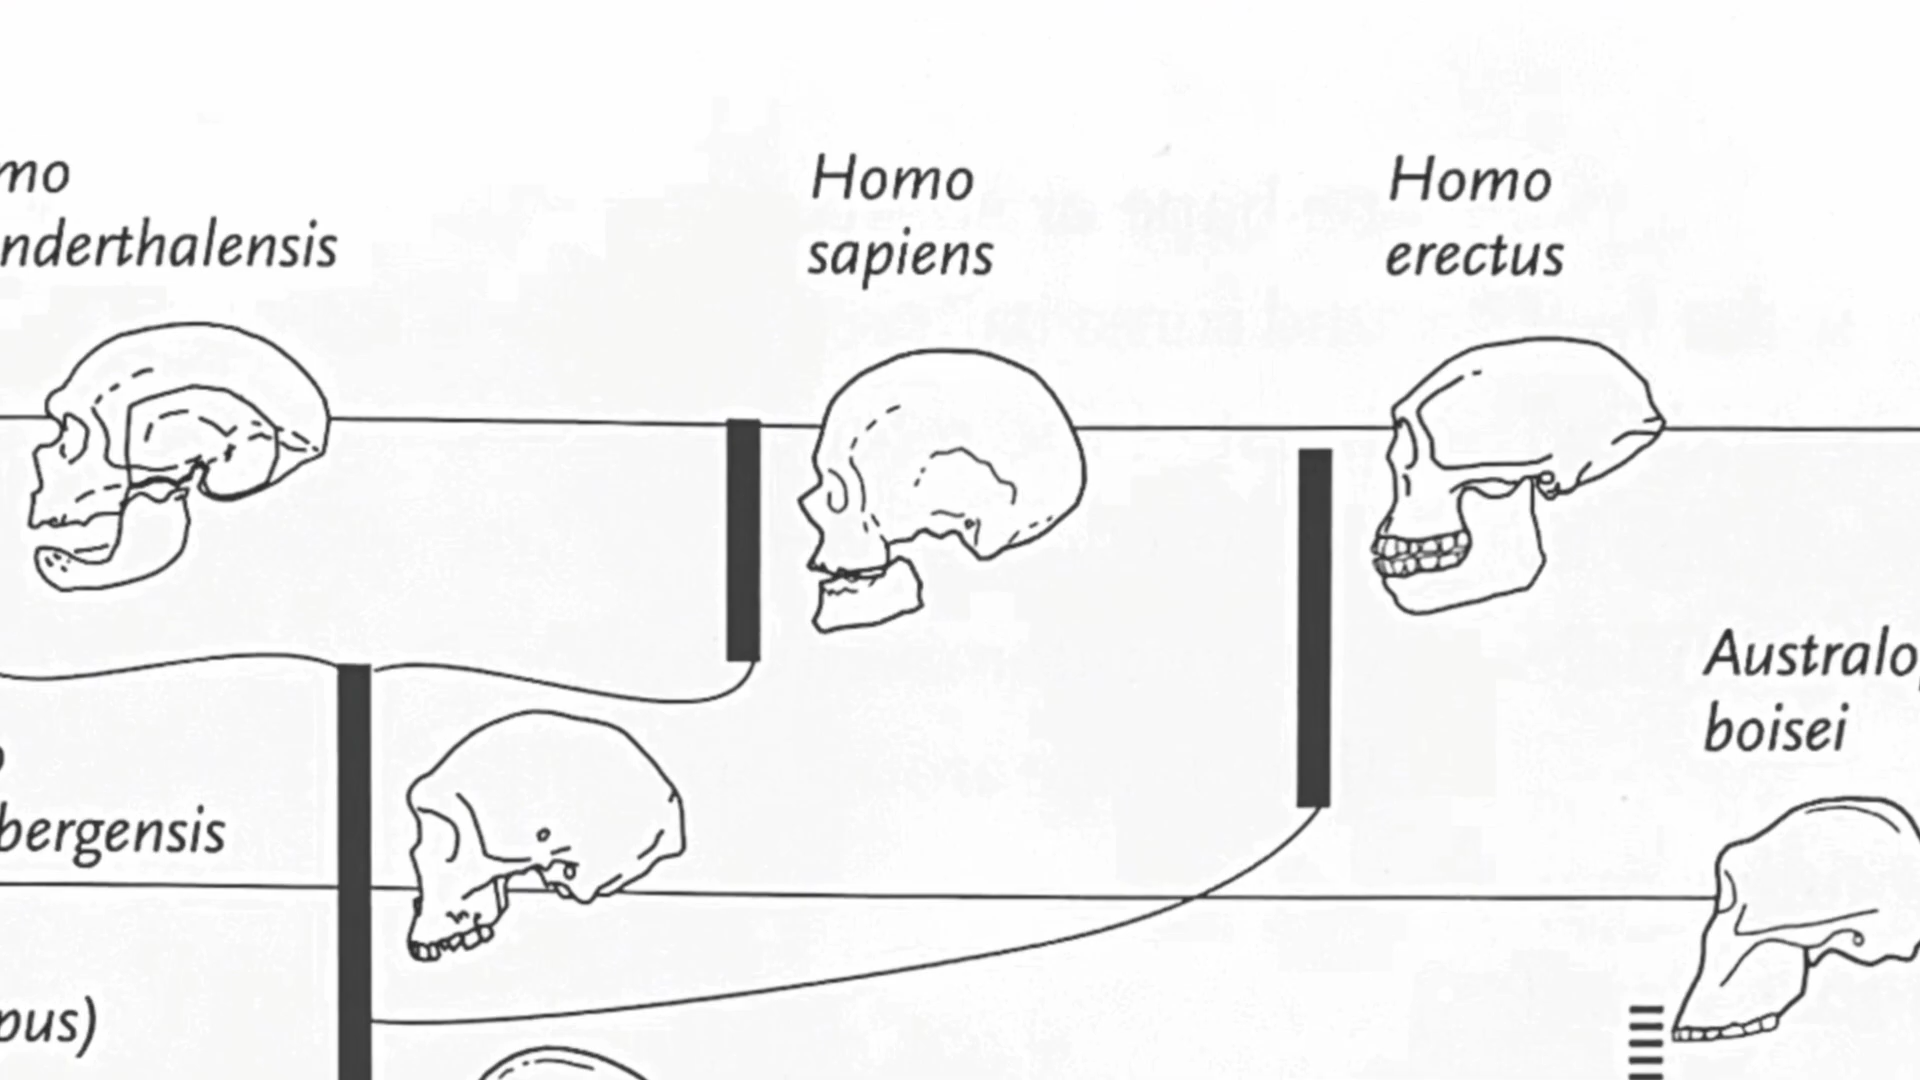 mo
nderthalensis
Homo
sapiens
Homo
erectus
Australo
boisei
bergensis
pus)